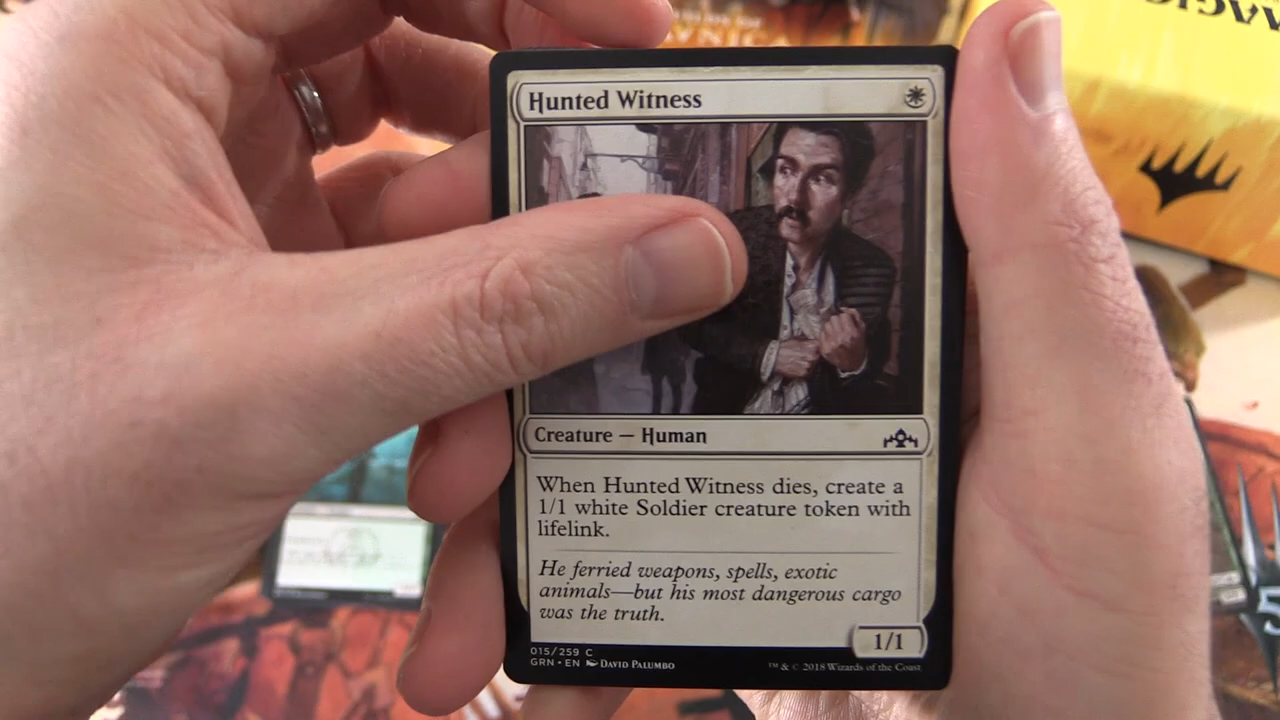 VNICA
MAGIC
Hunted Witness
Creature — Human
When Hunted Witness dies, create a
1/1 white Soldier creature token with
lifelink.
He ferried weapons, spells, exotic
animals—but his most dangerous cargo
was the truth.
1/1
015/259 C
GRN • EN DAVID PALUMBO
™ & © 2018 Wizards of the Coast